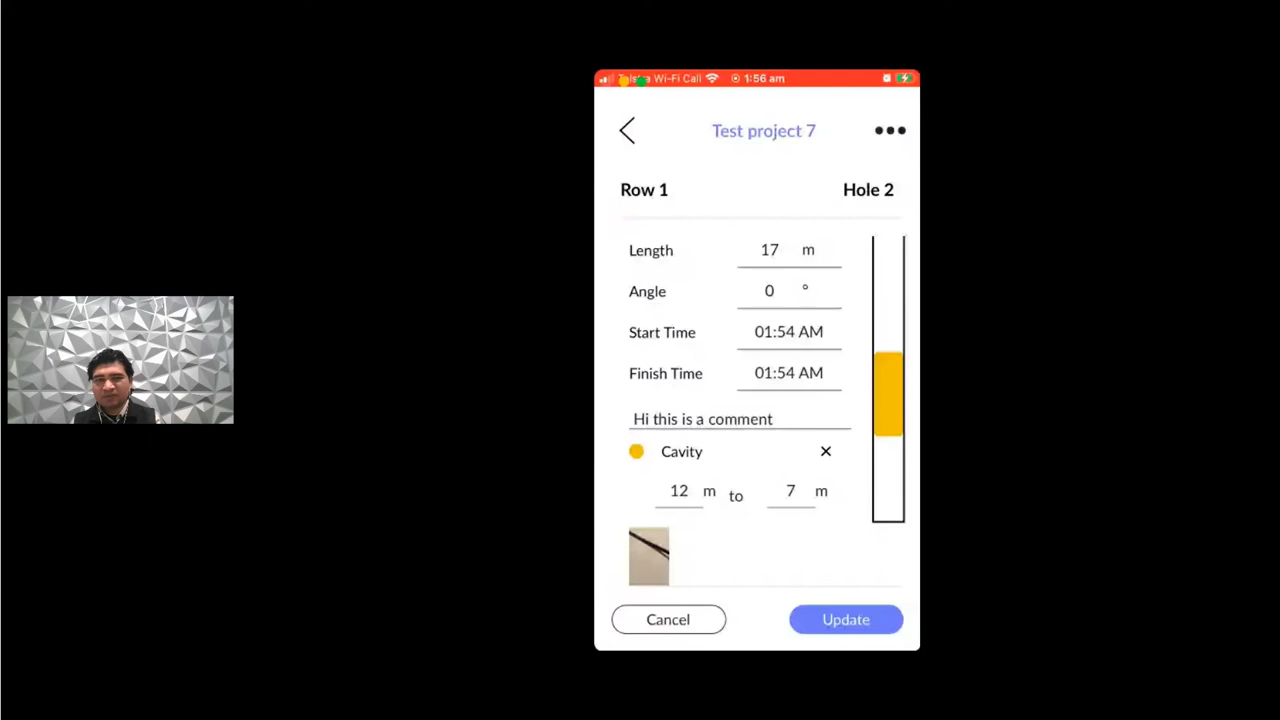 Telstra Wi-Fi Call 1:56 am
Test project 7
Row 1 Hole 2
Length 17 m
Angle 0 °
Start Time 01:54 AM
Finish Time 01:54 AM
Hi this is a comment
Cavity ×
12 m to 7 m
Cancel Update